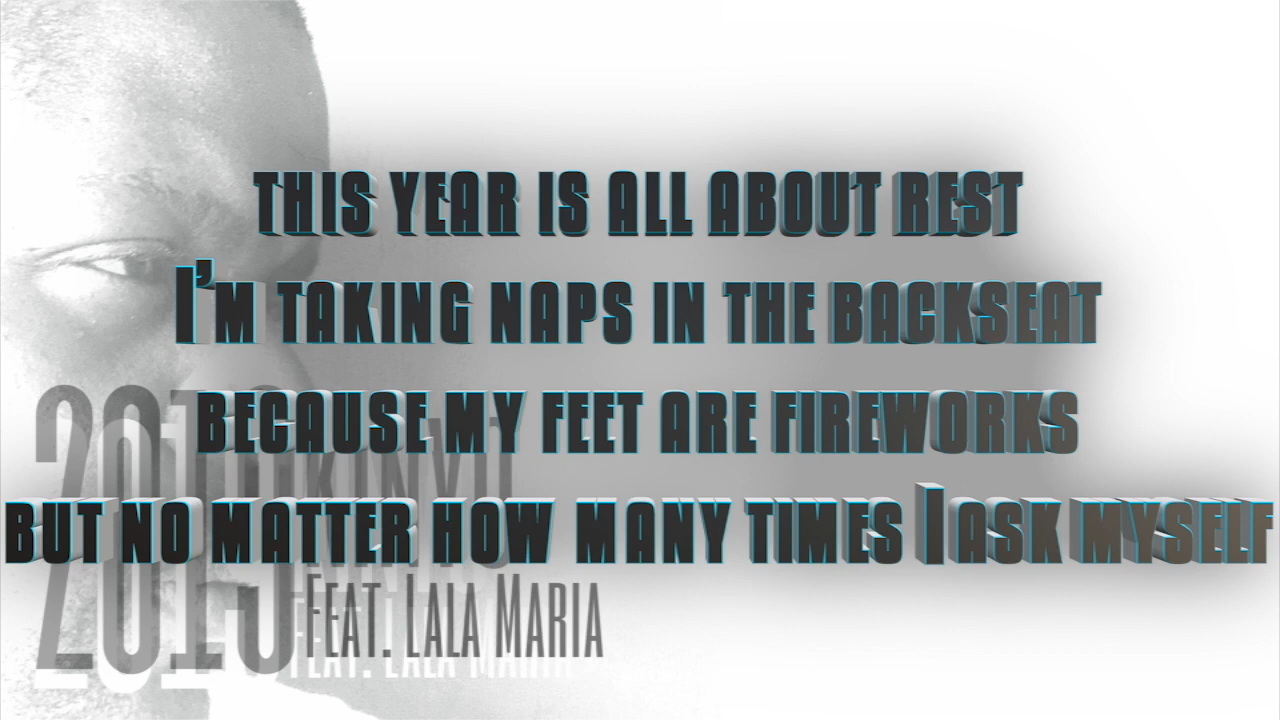 THIS YEAR IS ALL ABOUT REST
I'M TAKING NAPS IN THE BACKSEAT
BECAUSE MY FEET ARE FIREWORKS
BUT NO MATTER HOW MANY TIMES I ASK MYSELF
FEAT. LALA MARIA